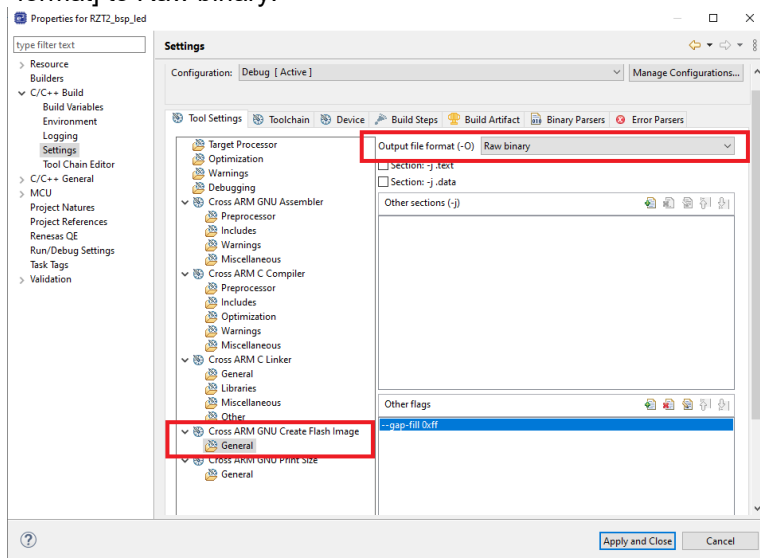 format] to Raw binary.
Properties for RZT2_bsp_led
type filter text
Settings
Resource
Builders
C/C++ Build
Build Variables
Environment
Logging
Settings
Tool Chain Editor
C/C++ General
MCU
Project Natures
Project References
Renesas QE
Run/Debug Settings
Task Tags
Validation
Configuration: Debug [ Active ]
Manage Configurations...
Tool Settings Toolchain Device Build Steps Build Artifact Binary Parsers Error Parsers
Target Processor
Optimization
Warnings
Debugging
Cross ARM GNU Assembler
Preprocessor
Includes
Warnings
Miscellaneous
Cross ARM C Compiler
Preprocessor
Includes
Optimization
Warnings
Miscellaneous
Cross ARM C Linker
General
Libraries
Miscellaneous
Other
Cross ARM GNU Create Flash Image
General
Cross ARM GNU Print Size
General
Output file format (-O) Raw binary
Section: -j .text
Section: -j .data
Other sections (-j)
Other flags
--gap-fill 0xff
Apply and Close
Cancel